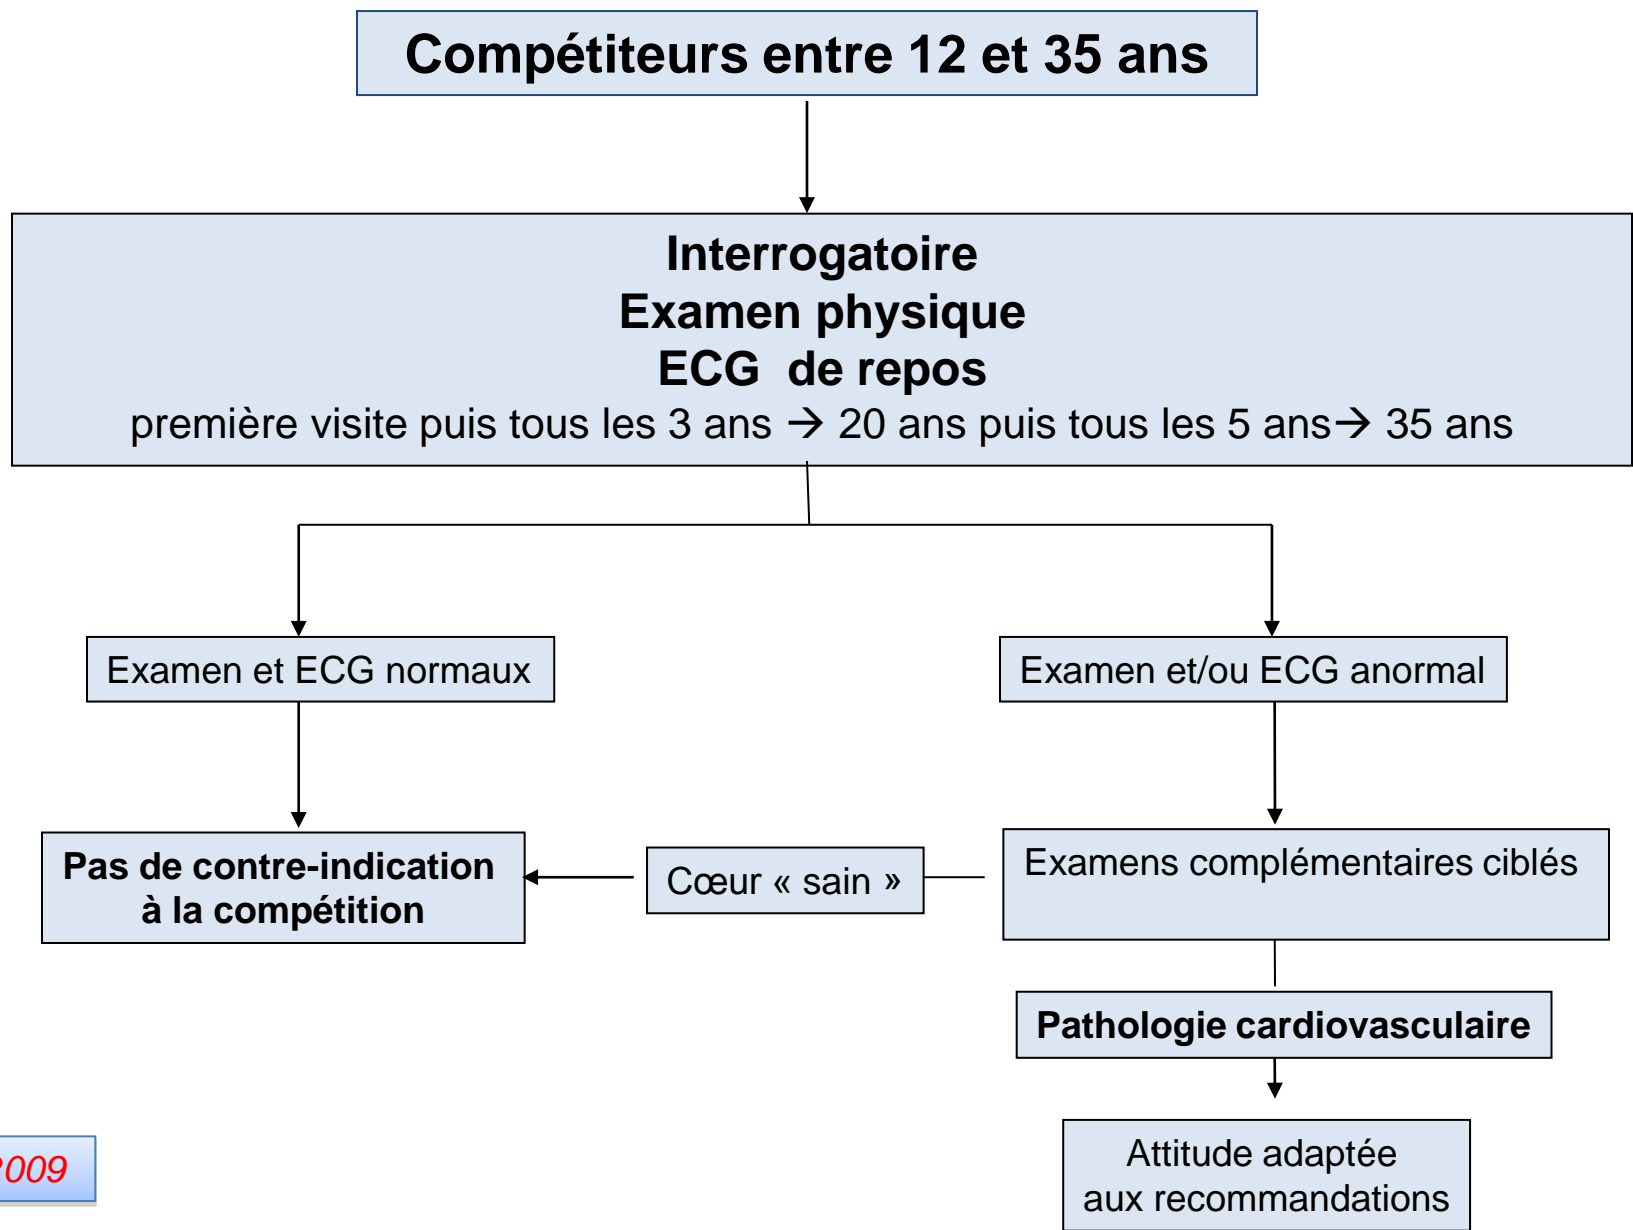 Compétiteurs entre 12 et 35 ans
Interrogatoire
Examen physique
ECG  de repos
première visite puis tous les 3 ans → 20 ans puis tous les 5 ans→ 35 ans
Examen et ECG normaux
Examen et/ou ECG anormal
Pas de contre-indication
à la compétition
Cœur « sain »
Examens complémentaires ciblés
Pathologie cardiovasculaire
Attitude adaptée
aux recommandations